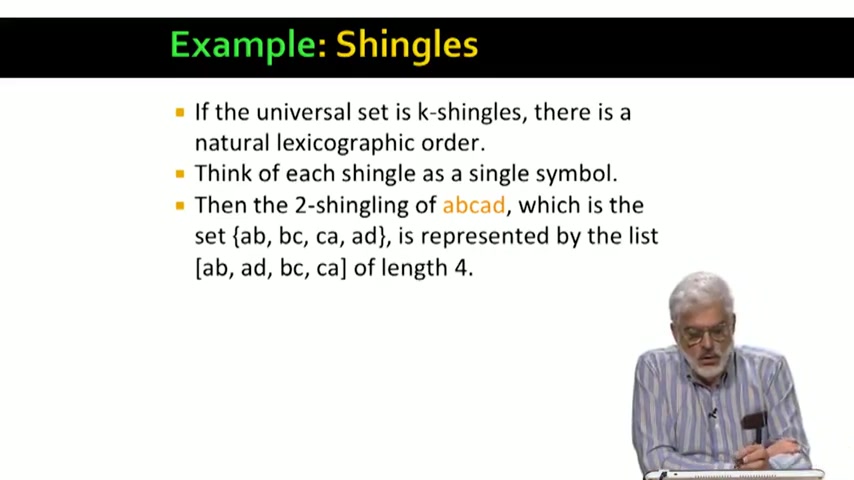 Example: Shingles
If the universal set is k-shingles, there is a
natural lexicographic order.
Think of each shingle as a single symbol.
Then the 2-shingling of abcad, which is the
set {ab, bc, ca, ad}, is represented by the list
[ab, ad, bc, ca] of length 4.